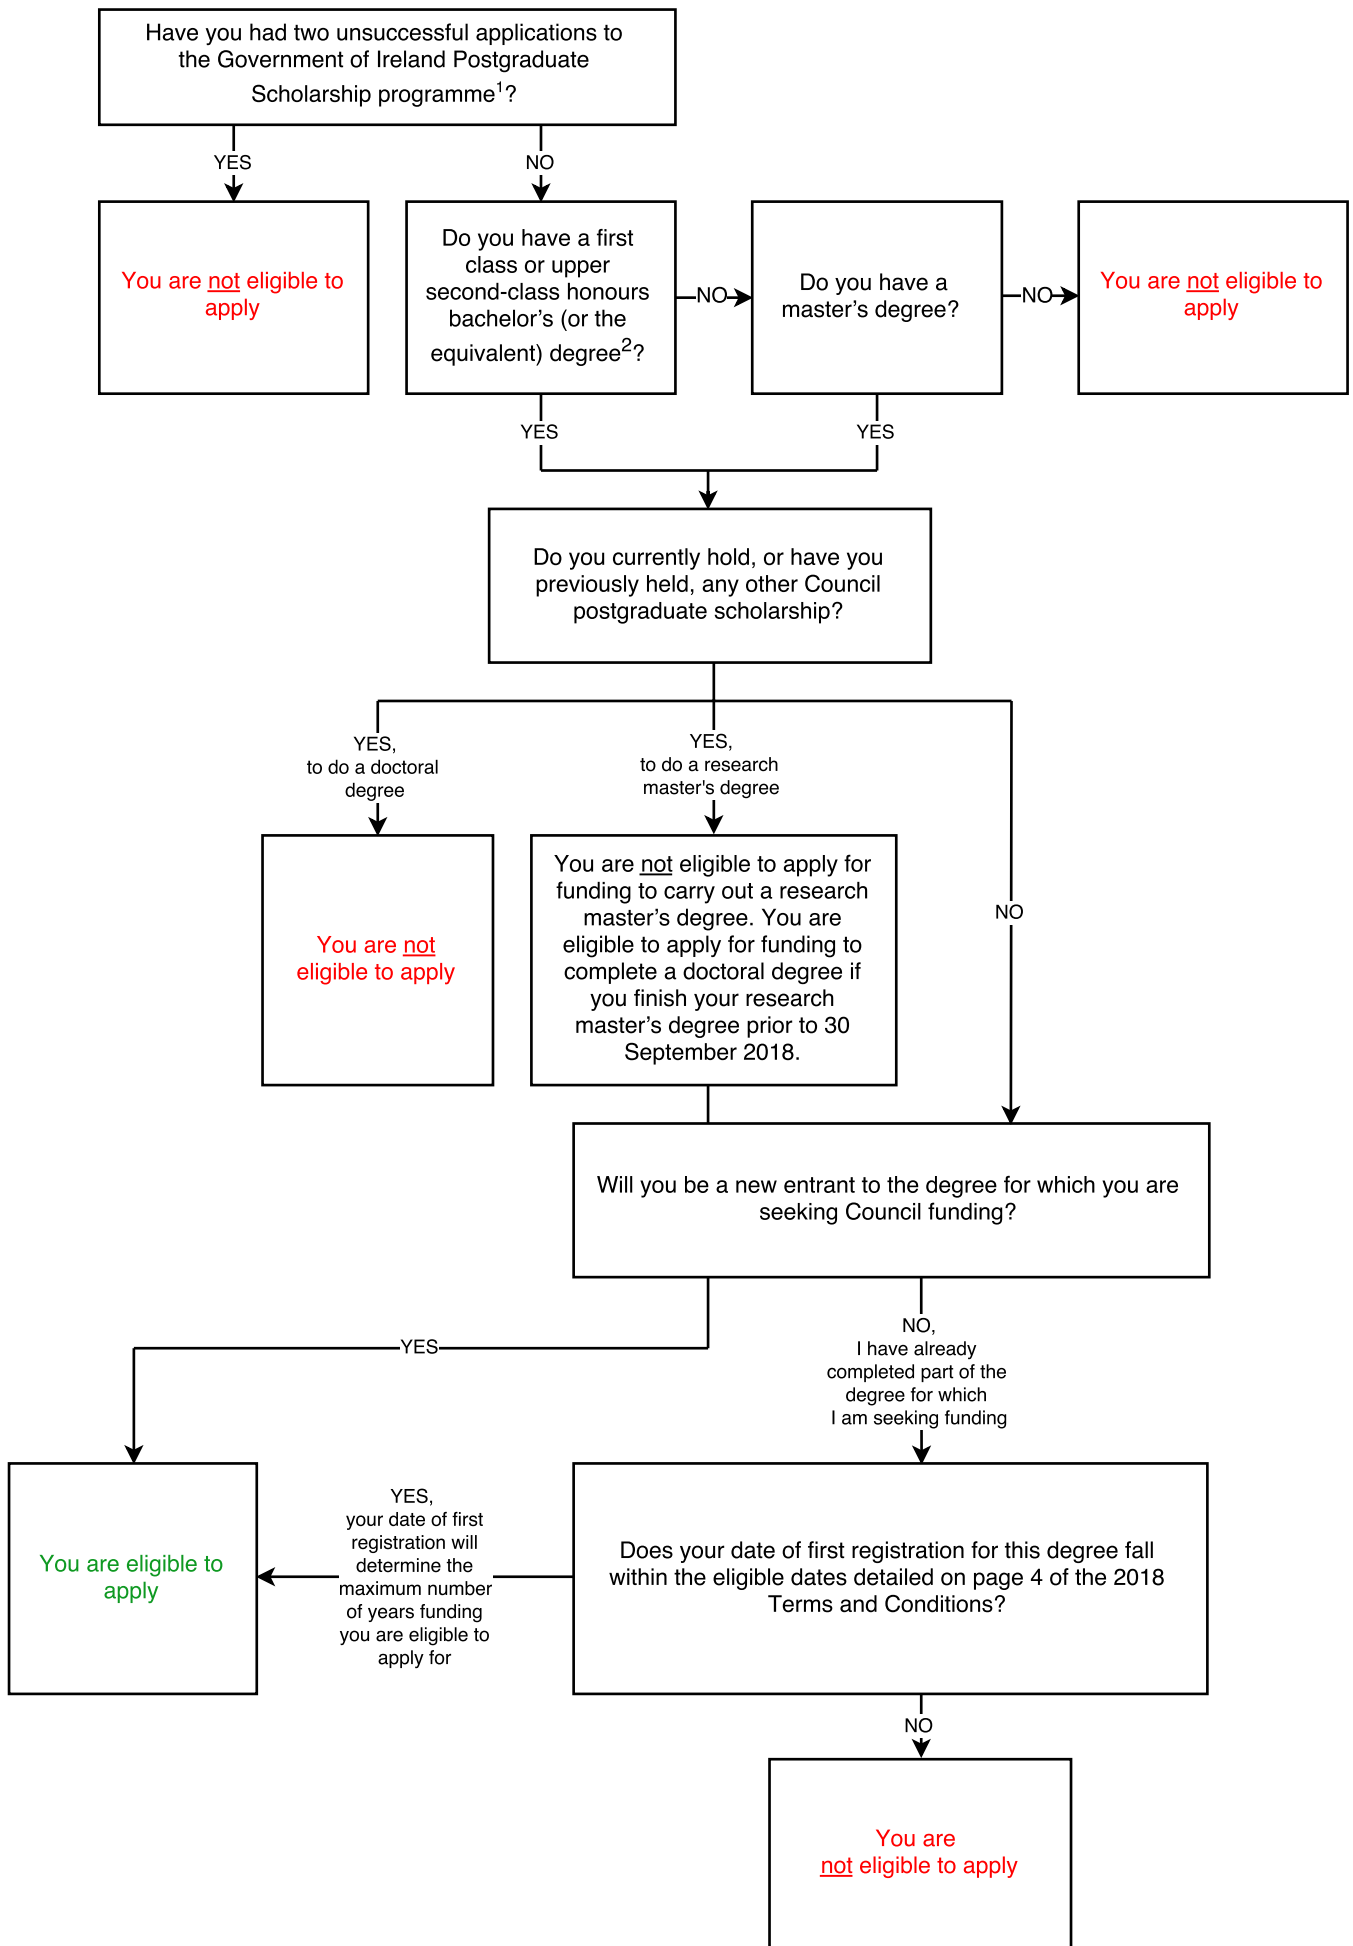 Have you had two unsuccessful applications to
the Government of Ireland Postgraduate
Scholarship programme¹?
YES
NO
You are not eligible to
apply
Do you have a first
class or upper
second-class honours
bachelor’s (or the
equivalent) degree²?
NO
Do you have a
master’s degree?
NO
You are not eligible to
apply
YES
YES
Do you currently hold, or have you
previously held, any other Council
postgraduate scholarship?
YES,
to do a doctoral
degree
YES,
to do a research
master's degree
NO
You are not
eligible to apply
You are not eligible to apply for
funding to carry out a research
master’s degree. You are
eligible to apply for funding to
complete a doctoral degree if
you finish your research
master’s degree prior to 30
September 2018.
Will you be a new entrant to the degree for which you are
seeking Council funding?
YES
NO,
I have already
completed part of the
degree for which
I am seeking funding
You are eligible to
apply
YES,
your date of first
registration will
determine the
maximum number
of years funding
you are eligible to
apply for
Does your date of first registration for this degree fall
within the eligible dates detailed on page 4 of the 2018
Terms and Conditions?
NO
You are
not eligible to apply